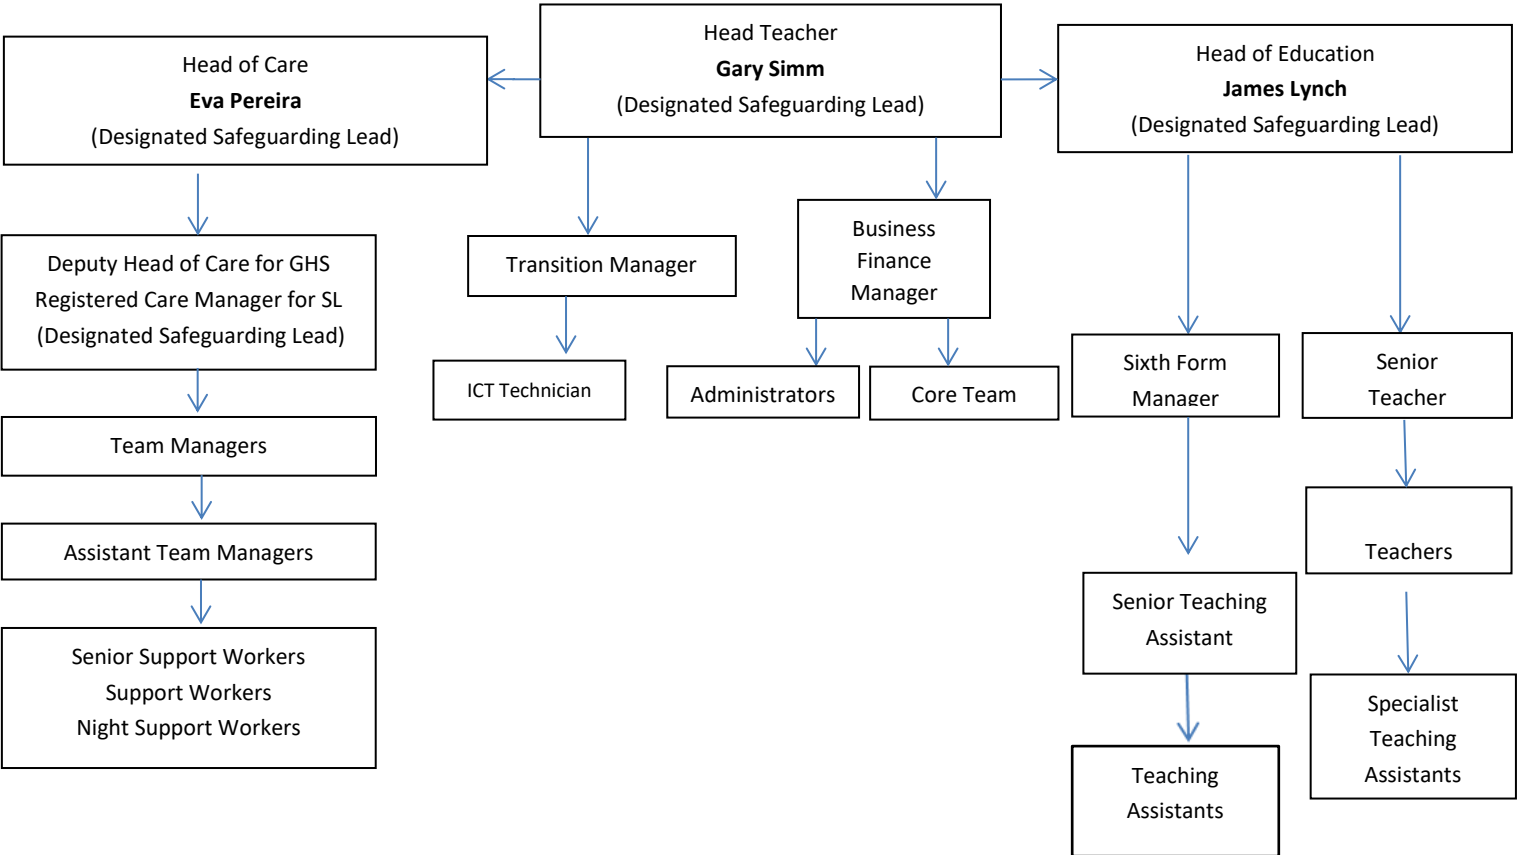 Head Teacher
Gary Simm
(Designated Safeguarding Lead)
Head of Care
Eva Pereira
(Designated Safeguarding Lead)
Head of Education
James Lynch
(Designated Safeguarding Lead)
Deputy Head of Care for GHS
Registered Care Manager for SL
(Designated Safeguarding Lead)
Team Managers
Assistant Team Managers
Senior Support Workers
Support Workers
Night Support Workers
Transition Manager
ICT Technician
Business
Finance
Manager
Administrators
Core Team
Sixth Form
Manager
Senior Teaching
Assistant
Teaching
Assistants
Senior
Teacher
Teachers
Specialist
Teaching
Assistants